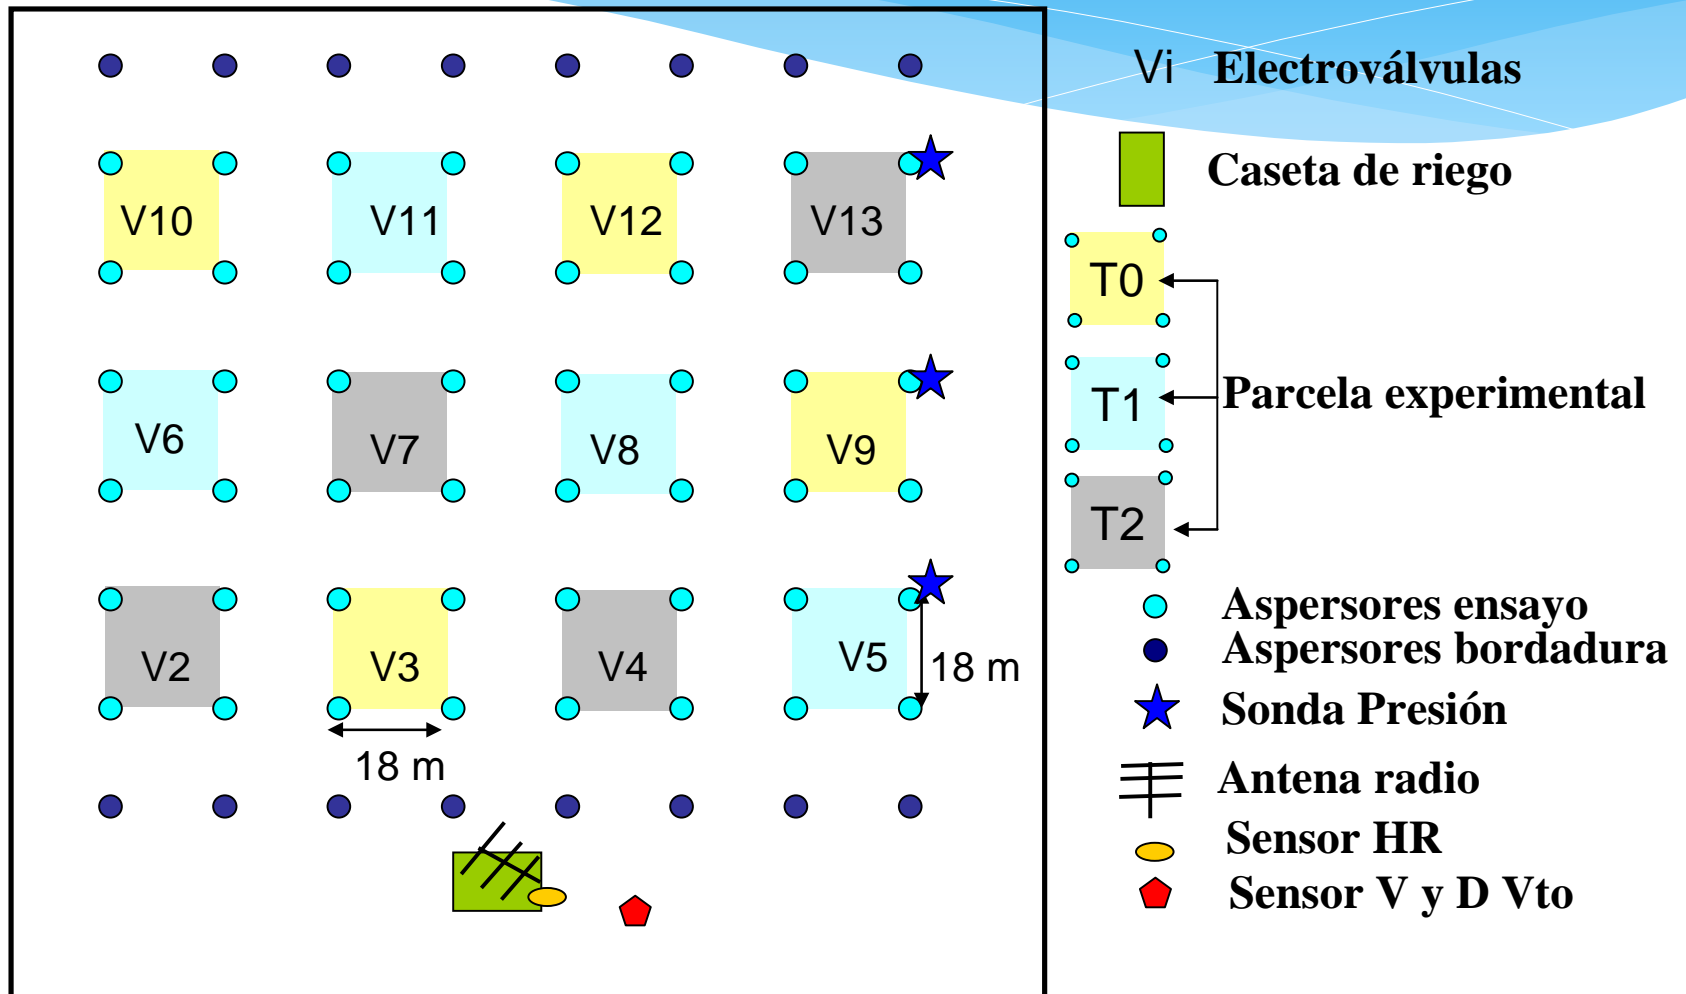 V10
V11
V12
V13
V6
V7
V8
V9
V2
V3
V4
V5
18 m
18 m
Vi Electroválvulas
Caseta de riego
T0
T1
Parcela experimental
T2
Aspersores ensayo
Aspersores bordadura
Sonda Presión
Antena radio
Sensor HR
Sensor V y D Vto